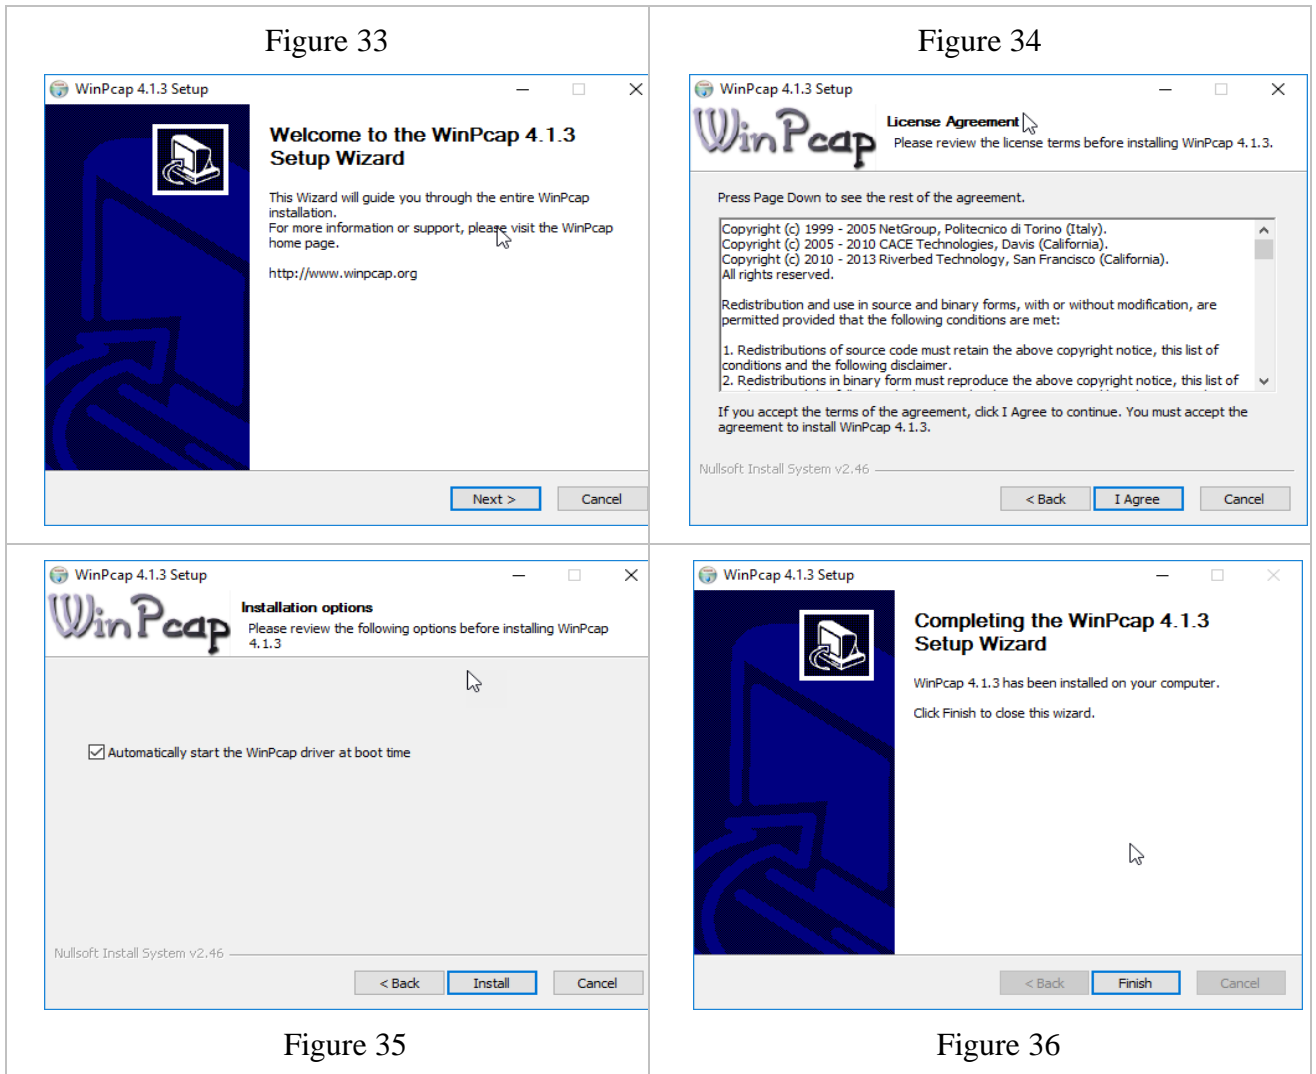 Figure 33
WinPcap 4.1.3 Setup
Welcome to the WinPcap 4.1.3
Setup Wizard
This Wizard will guide you through the entire WinPcap
installation.
For more information or support, please visit the WinPcap
home page.
http://www.winpcap.org
Next >
Cancel
Figure 34
WinPcap 4.1.3 Setup
WinPcap
License Agreement
Please review the license terms before installing WinPcap 4.1.3.
Press Page Down to see the rest of the agreement.
Copyright (c) 1999 - 2005 NetGroup, Politecnico di Torino (Italy).
Copyright (c) 2005 - 2010 CACE Technologies, Davis (California).
Copyright (c) 2010 - 2013 Riverbed Technology, San Francisco (California).
All rights reserved.
Redistribution and use in source and binary forms, with or without modification, are
permitted provided that the following conditions are met:
1. Redistributions of source code must retain the above copyright notice, this list of
conditions and the following disclaimer.
2. Redistributions in binary form must reproduce the above copyright notice, this list of
If you accept the terms of the agreement, click I Agree to continue. You must accept the
agreement to install WinPcap 4.1.3.
Nullsoft Install System v2.46
< Back
I Agree
Cancel
WinPcap 4.1.3 Setup
WinPcap
Installation options
Please review the following options before installing WinPcap
4.1.3
Automatically start the WinPcap driver at boot time
Nullsoft Install System v2.46
< Back
Install
Cancel
Figure 35
WinPcap 4.1.3 Setup
Completing the WinPcap 4.1.3
Setup Wizard
WinPcap 4.1.3 has been installed on your computer.
Click Finish to close this wizard.
< Back
Finish
Cancel
Figure 36